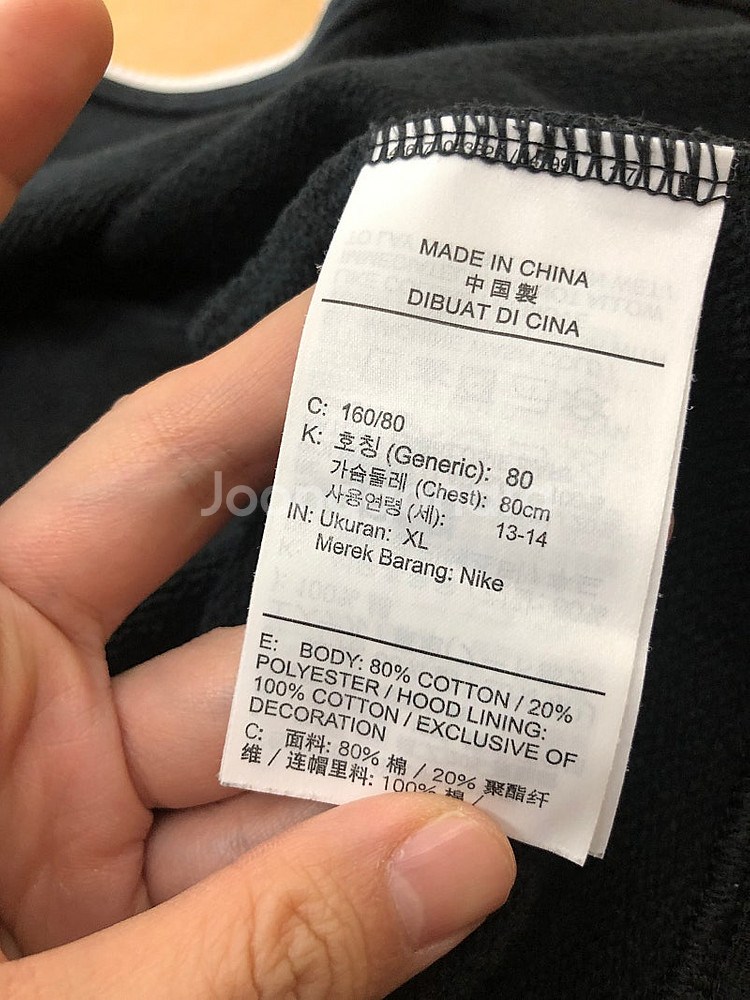 MADE IN CHINA
中国製
DIBUAT DI CINA
C: 160/80
K: 호칭 (Generic): 80
가슴둘레 (Chest): 80cm
사용연령 (세): 13-14
IN: Ukuran: XL
Merek Barang: Nike
E: BODY: 80% COTTON / 20%
POLYESTER / HOOD LINING:
100% COTTON / EXCLUSIVE OF
DECORATION
C: 面料: 80% 棉 / 20% 聚酯纤
维 / 连帽里料: 100% 棉 /